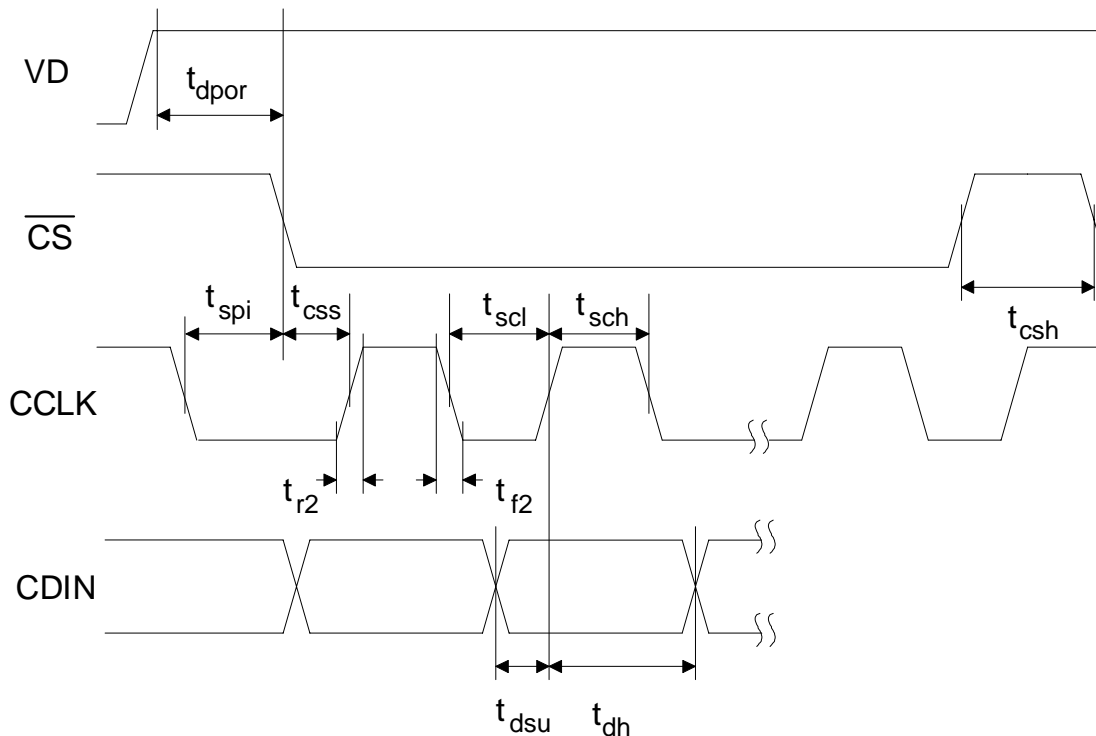 VD
t_dpor
CS
t_spi
t_css
t_scl
t_sch
t_csh
CCLK
t_r2
t_f2
CDIN
t_dsu
t_dh